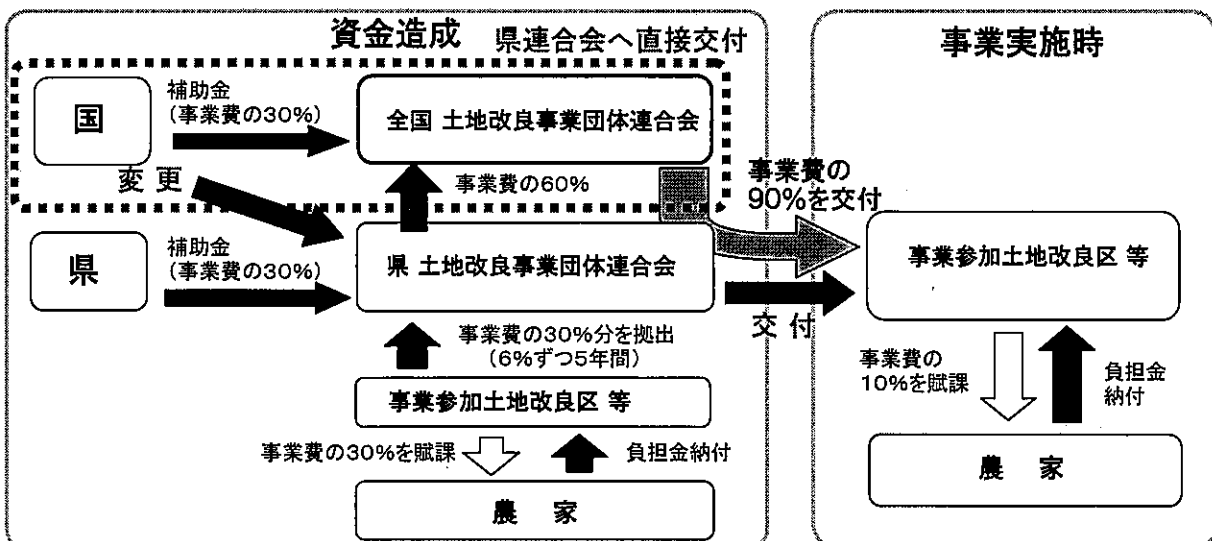 資金造成 県連合会へ直接交付
国
補助金
(事業費の30%)
全国 土地改良事業団体連合会
変 更
事業費の60%
県
補助金
(事業費の30%)
県 土地改良事業団体連合会
事業費の30%分を拠出
(6%ずつ5年間)
事業参加土地改良区 等
事業費の30%を賦課
負担金納付
農 家
事業費の
90%を交付
交 付
事業実施時
事業参加土地改良区 等
事業費の
10%を賦課
負担金
納付
農 家